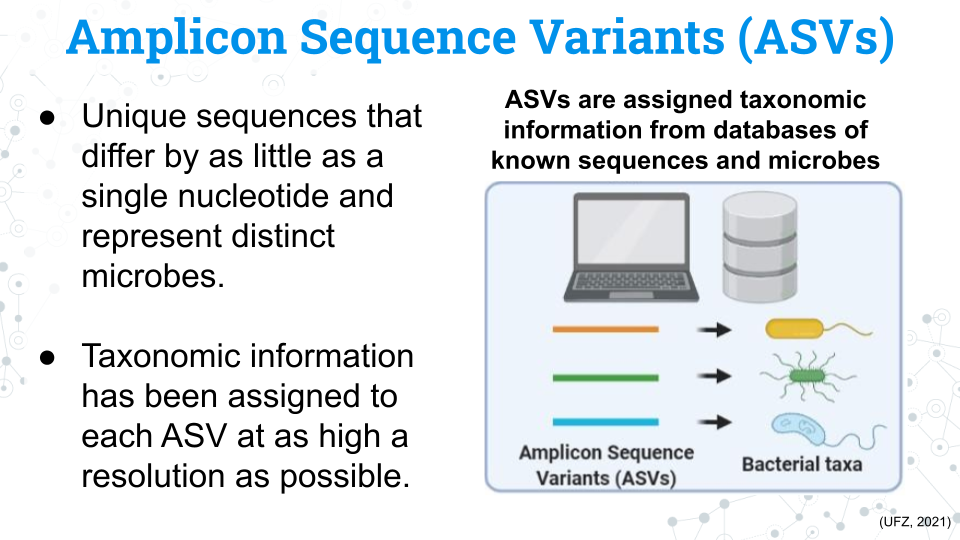 Amplicon Sequence Variants (ASVs)
● Unique sequences that
differ by as little as a
single nucleotide and
represent distinct
microbes.
● Taxonomic information
has been assigned to
each ASV at as high a
resolution as possible.
ASVs are assigned taxonomic
information from databases of
known sequences and microbes
Amplicon Sequence
Variants (ASVs)
Bacterial taxa
(UFZ, 2021)